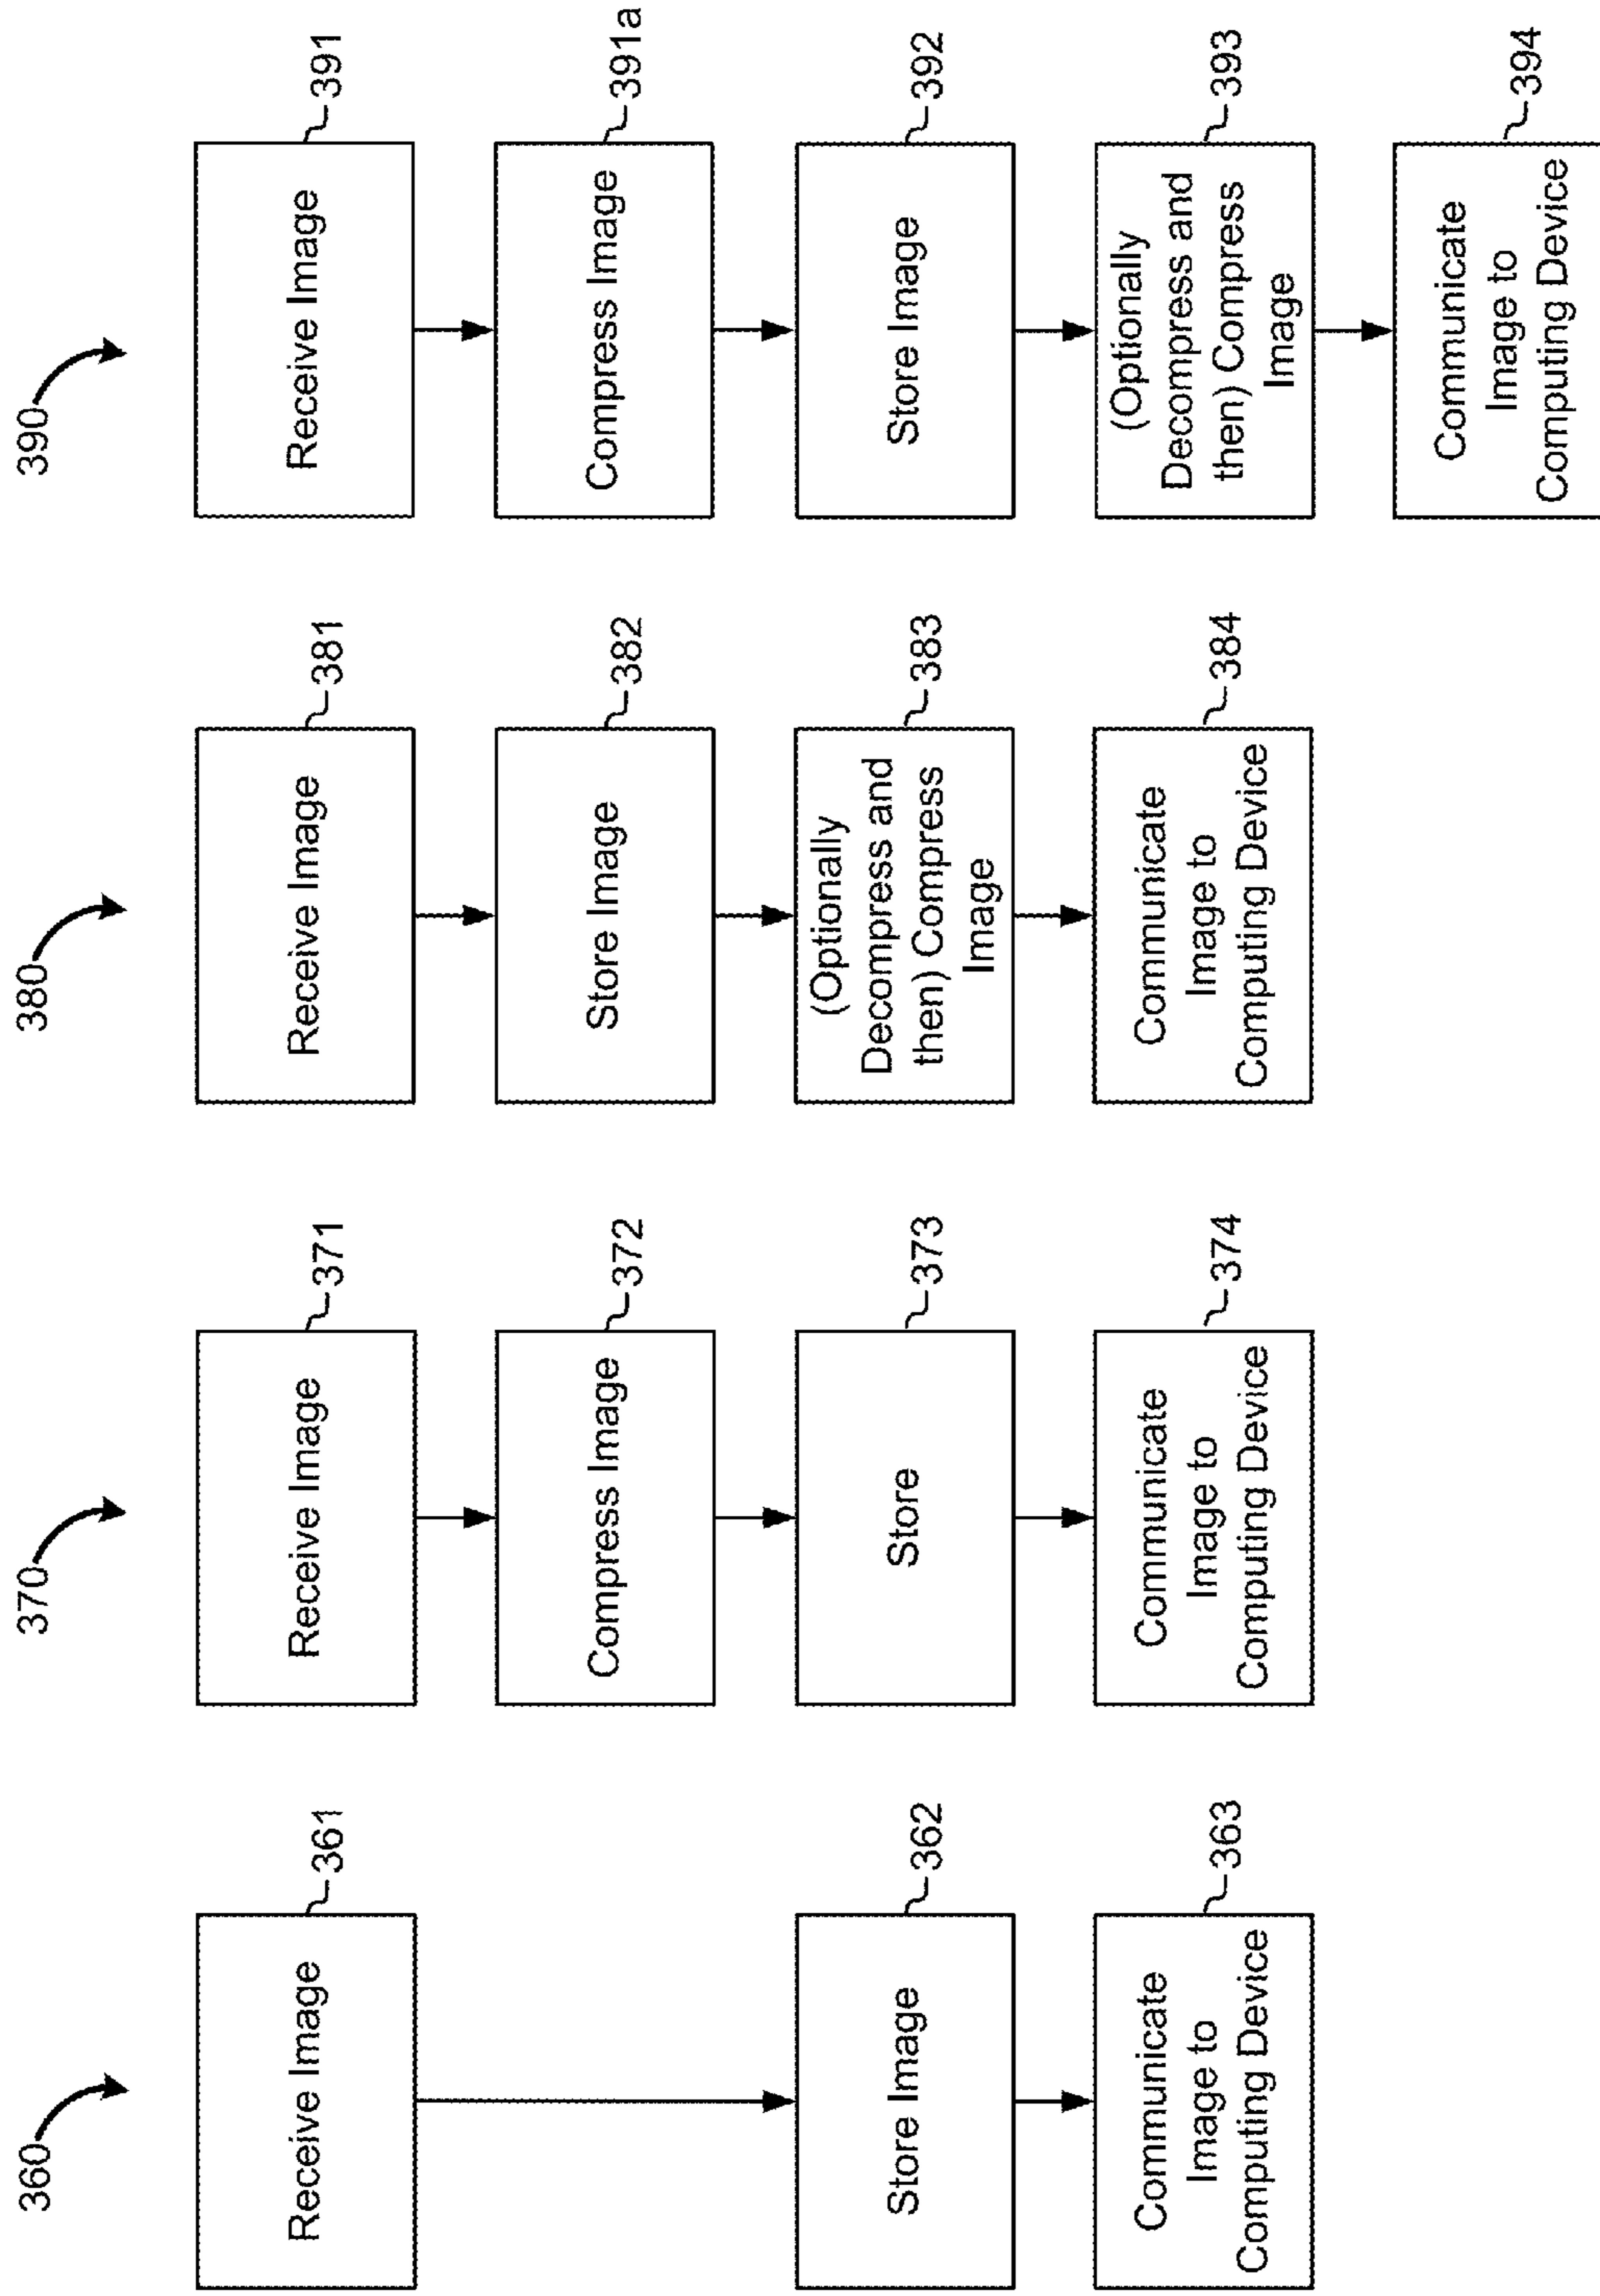 360
Receive Image
361
Store Image
362
Communicate
Image to
Computing Device
363
370
Receive Image
371
Compress Image
372
Store
373
Communicate
Image to
Computing Device
374
380
Receive Image
381
Store Image
382
(Optionally
Decompress and
then) Compress
Image
383
Communicate
Image to
Computing Device
384
390
Receive Image
391
Compress Image
391a
Store Image
392
(Optionally
Decompress and
then) Compress
Image
393
Communicate
Image to
Computing Device
394